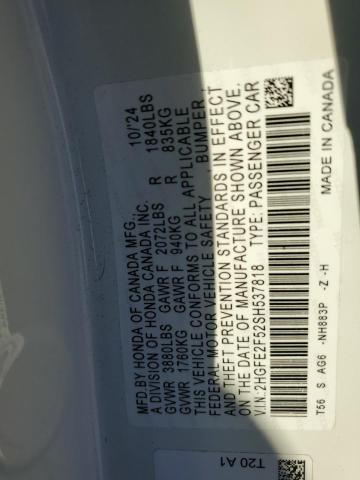 MFD.BY HONDA OF CANADA MFG., 10/'24
A DIVISION OF HONDA CANADA INC.
GVWR 3880LBS GAWR F 2072LBS R 1840LBS
GVWR 1760KG GAWR F 940KG R 835KG
THIS VEHICLE CONFORMS TO ALL APPLICABLE
FEDERAL MOTOR VEHICLE SAFETY, BUMPER,
AND THEFT PREVENTION STANDARDS IN EFFECT
ON THE DATE OF MANUFACTURE SHOWN ABOVE.
V.I.N.:2HGFE2F52SH537818 TYPE: PASSENGER CAR
T56 S AG6 -NH883P -Z -H MADE IN CANADA
T20 A1